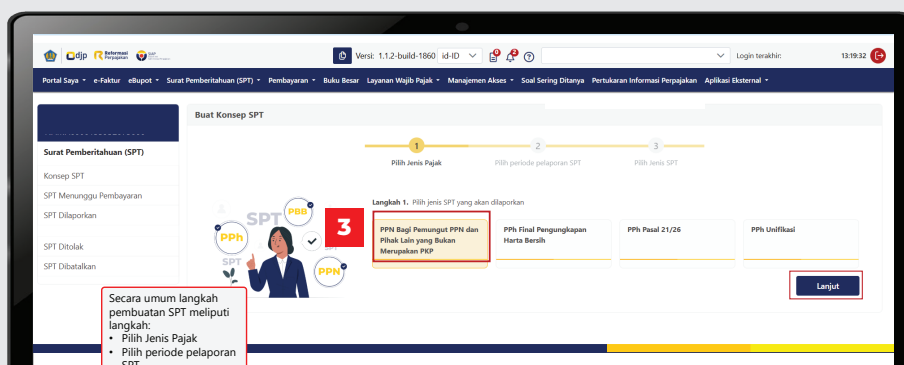 djp Reformasi Perpajakan
Versi: 1.1.2-build-1860 id-ID Login terakhir: 13:19:32
Portal Saya e-Faktur eBupot Surat Pemberitahuan (SPT) Pembayaran Buku Besar Layanan Wajib Pajak Manajemen Akses Soal Sering Ditanya Pertukaran Informasi Perpajakan Aplikasi Eksternal
Buat Konsep SPT
1 2 3
Pilih Jenis Pajak Pilih periode pelaporan SPT Pilih Jenis SPT
Surat Pemberitahuan (SPT)
Konsep SPT
SPT Menunggu Pembayaran
SPT Dilaporkan
SPT Ditolak
SPT Dibatalkan
SPT
PBB
PPh
SPT
PPN
3
Langkah 1. Pilih jenis SPT yang akan dilaporkan
PPN Bagi Pemungut PPN dan
Pihak Lain yang Bukan
Merupakan PKP
PPh Final Pengungkapan
Harta Bersih
PPh Pasal 21/26
PPh Unifikasi
Lanjut
Secara umum langkah
pembuatan SPT meliputi
langkah:
• Pilih Jenis Pajak
• Pilih periode pelaporan
SPT